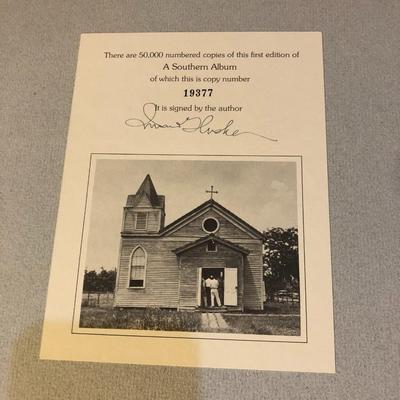 There are 50,000 numbered copies of this first edition of
A Southern Album
of which this is copy number
19377
It is signed by the author